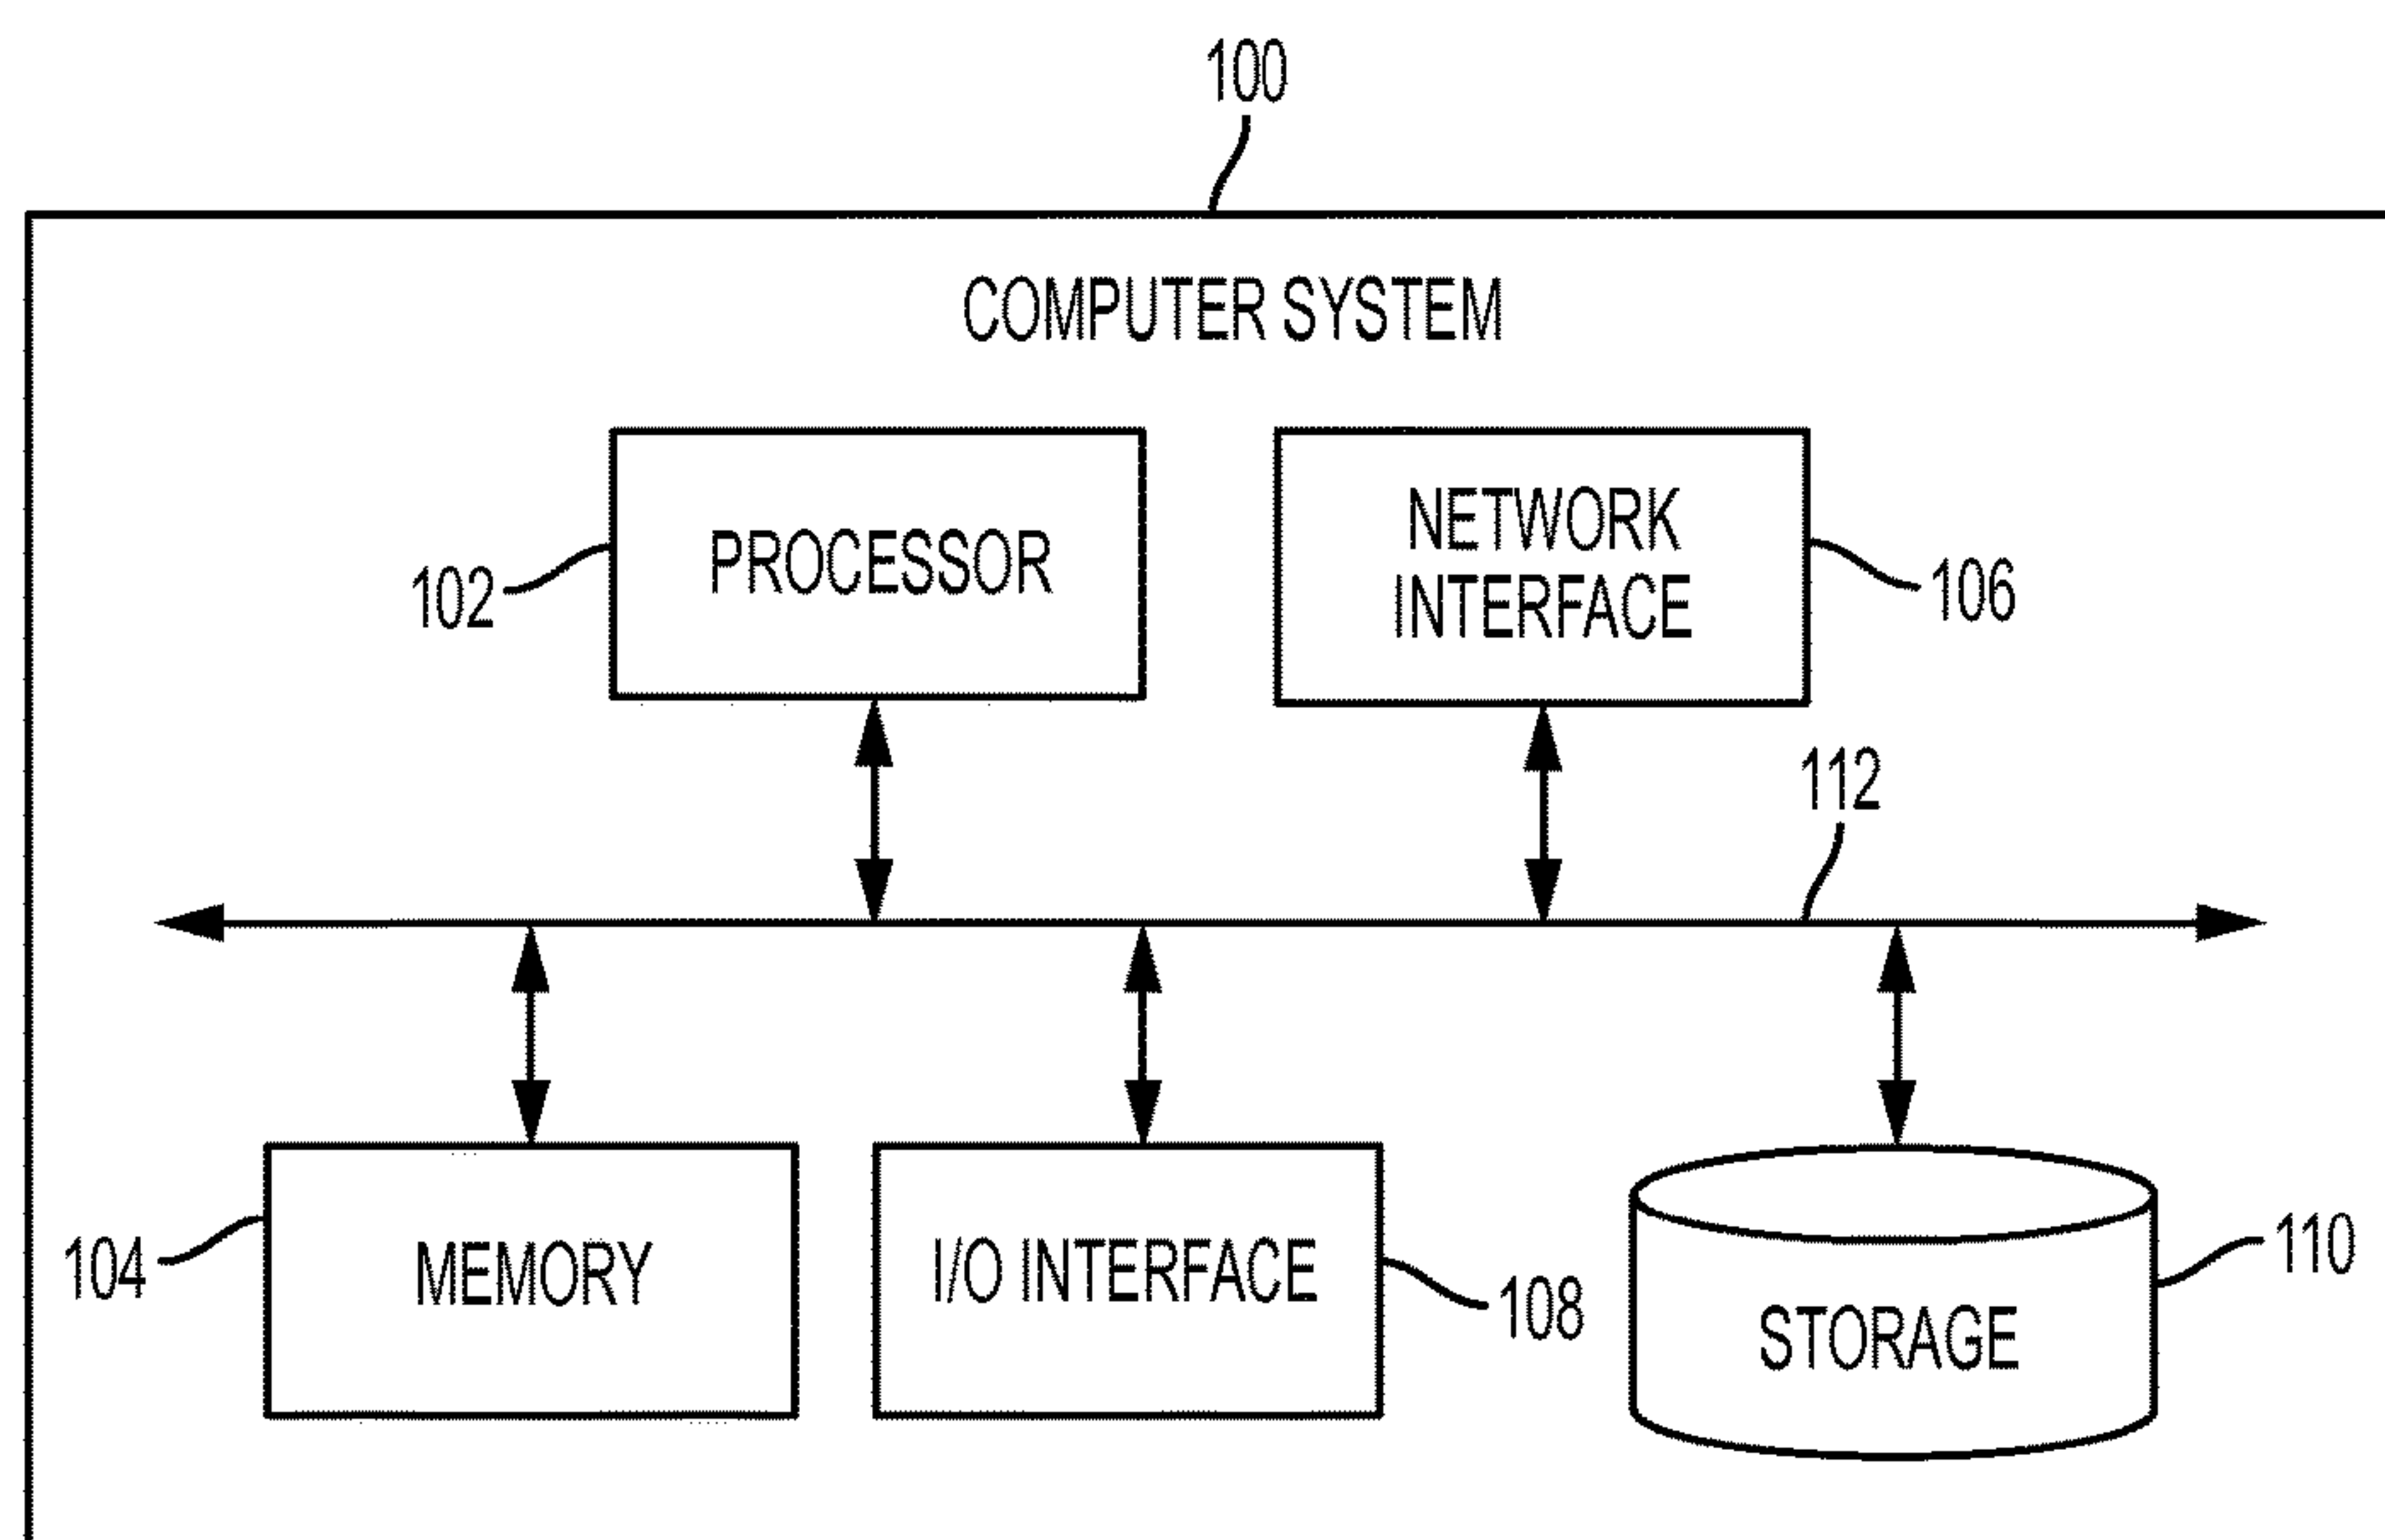 100
COMPUTER SYSTEM
PROCESSOR
NETWORK
INTERFACE
102
106
112
MEMORY
I/O INTERFACE
STORAGE
104
108
110